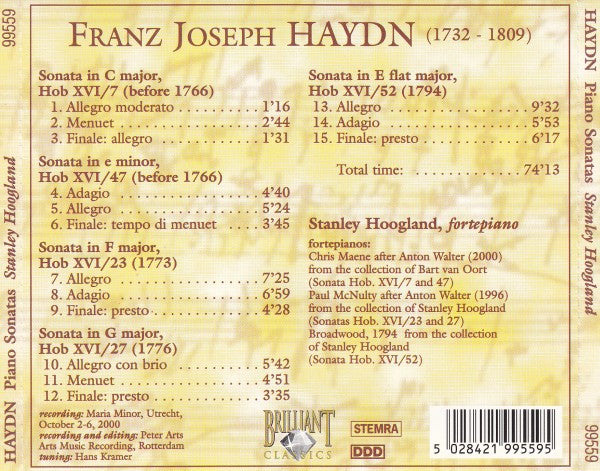 FRANZ JOSEPH HAYDN (1732 - 1809)
Sonata in C major,
Hob XVI/7 (before 1766)
1. Allegro moderato .......... 1’16
2. Menuet .................... 2’44
3. Finale: allegro ............ 1’31
Sonata in e minor,
Hob XVI/47 (before 1766)
4. Adagio .................... 4’40
5. Allegro .................... 5’24
6. Finale: tempo di menuet ... 3’45
Sonata in F major,
Hob XVI/23 (1773)
7. Allegro .................... 7’25
8. Adagio .................... 6’59
9. Finale: presto ............. 4’28
Sonata in G major,
Hob XVI/27 (1776)
10. Allegro con brio .......... 5’42
11. Menuet ................... 4’51
12. Finale: presto ............ 3’35
recording: Maria Minor, Utrecht,
October 2-6, 2000
recording and editing: Peter Arts
Arts Music Recording, Rotterdam
tuning: Hans Kramer
Sonata in E flat major,
Hob XVI/52 (1794)
13. Allegro ................... 9’32
14. Adagio ................... 5’53
15. Finale: presto ............ 6’17
Total time: ................ 74’13
Stanley Hoogland, fortepiano
fortepianos:
Chris Maene after Anton Walter (2000)
from the collection of Bart van Oort
(Sonata Hob. XVI/7 and 47)
Paul McNulty after Anton Walter (1996)
from the collection of Stanley Hoogland
(Sonatas Hob. XVI/23 and 27)
Broadwood, 1794 from the collection
of Stanley Hoogland
(Sonata Hob. XVI/52)
BRILLIANT
CLASSICS
STEMRA
DDD
5 028421 995595
HAYDN Piano Sonatas Stanley Hoogland 99559
HAYDN Piano Sonatas Stanley Hoogland 99559